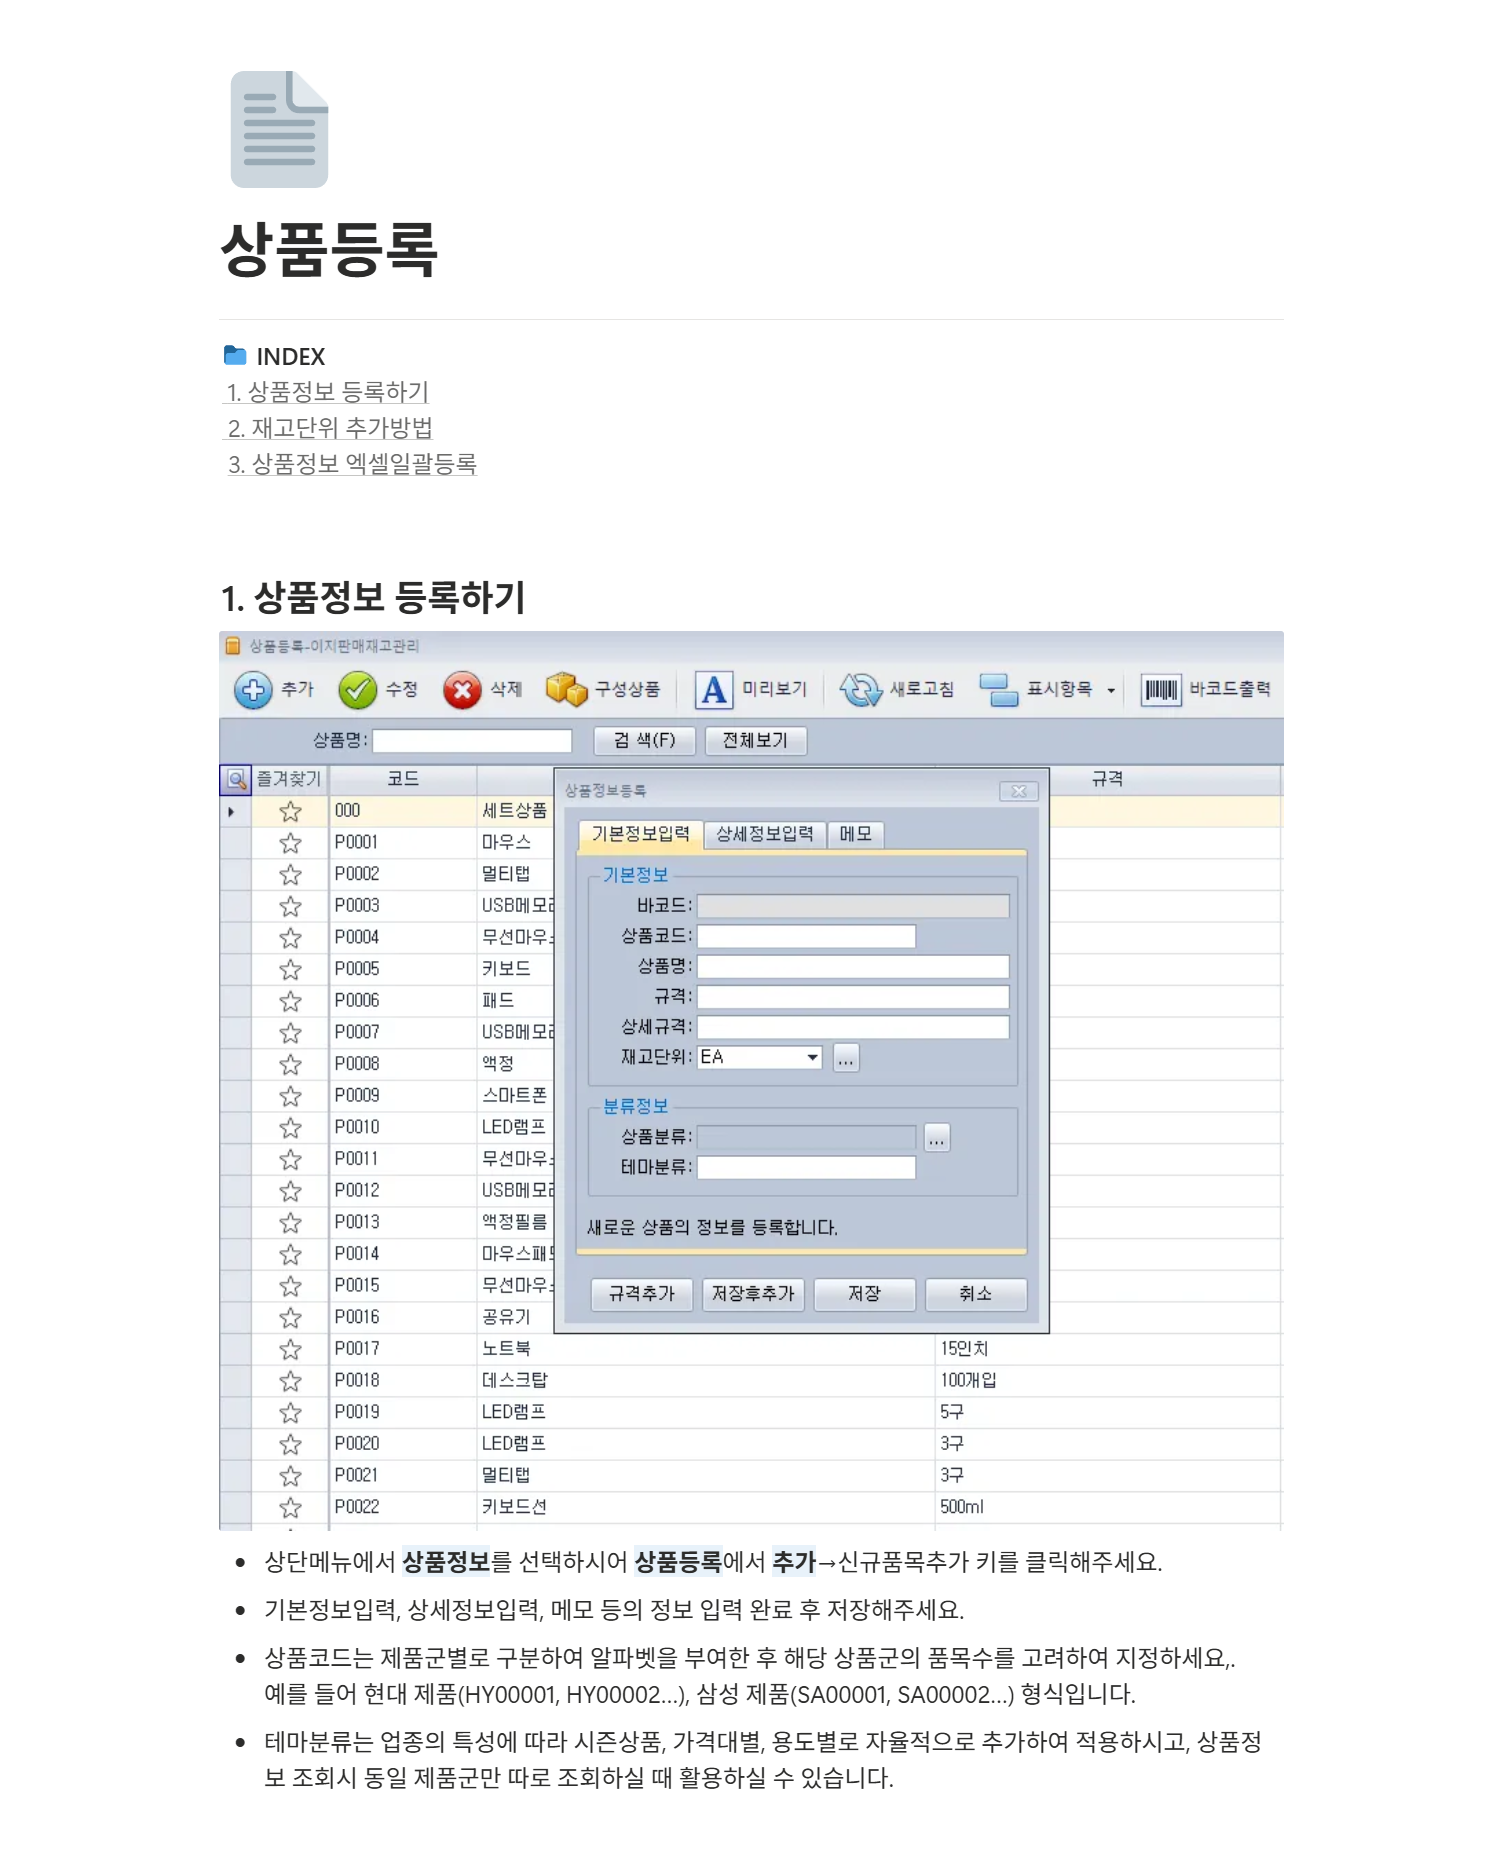 상품등록
INDEX
1. 상품정보 등록하기
2. 재고단위 추가방법
3. 상품정보 엑셀일괄등록
1. 상품정보 등록하기
상품등록-이지판매재고관리
추가 수정 삭제 구성상품 A 미리보기 새로고침 표시항목 바코드출력
상품명: 검 색(F) 전체보기
즐겨찾기 코드 규격
상품정보등록
기본정보입력 상세정보입력 메모
기본정보
바코드:
상품코드:
상품명:
규격:
상세규격:
재고단위: EA ...
분류정보
상품분류: ...
테마분류:
새로운 상품의 정보를 등록합니다.
규격추가 저장후추가 저장 취소
000 세트상품
P0001 마우스
P0002 멀티탭
P0003 USB메모
P0004 무선마우
P0005 키보드
P0006 패드
P0007 USB메모
P0008 액정
P0009 스마트폰
P0010 LED램프
P0011 무선마우
P0012 USB메모
P0013 액정필름
P0014 마우스패
P0015 무선마우
P0016 공유기
P0017 노트북 15인치
P0018 데스크탑 100개입
P0019 LED램프 5구
P0020 LED램프 3구
P0021 멀티탭 3구
P0022 키보드선 500ml
• 상단메뉴에서 상품정보를 선택하시어 상품등록에서 추가→신규품목추가 키를 클릭해주세요.
• 기본정보입력, 상세정보입력, 메모 등의 정보 입력 완료 후 저장해주세요.
• 상품코드는 제품군별로 구분하여 알파벳을 부여한 후 해당 상품군의 품목수를 고려하여 지정하세요,.
예를 들어 현대 제품(HY00001, HY00002...), 삼성 제품(SA00001, SA00002...) 형식입니다.
• 테마분류는 업종의 특성에 따라 시즌상품, 가격대별, 용도별로 자율적으로 추가하여 적용하시고, 상품정
보 조회시 동일 제품군만 따로 조회하실 때 활용하실 수 있습니다.